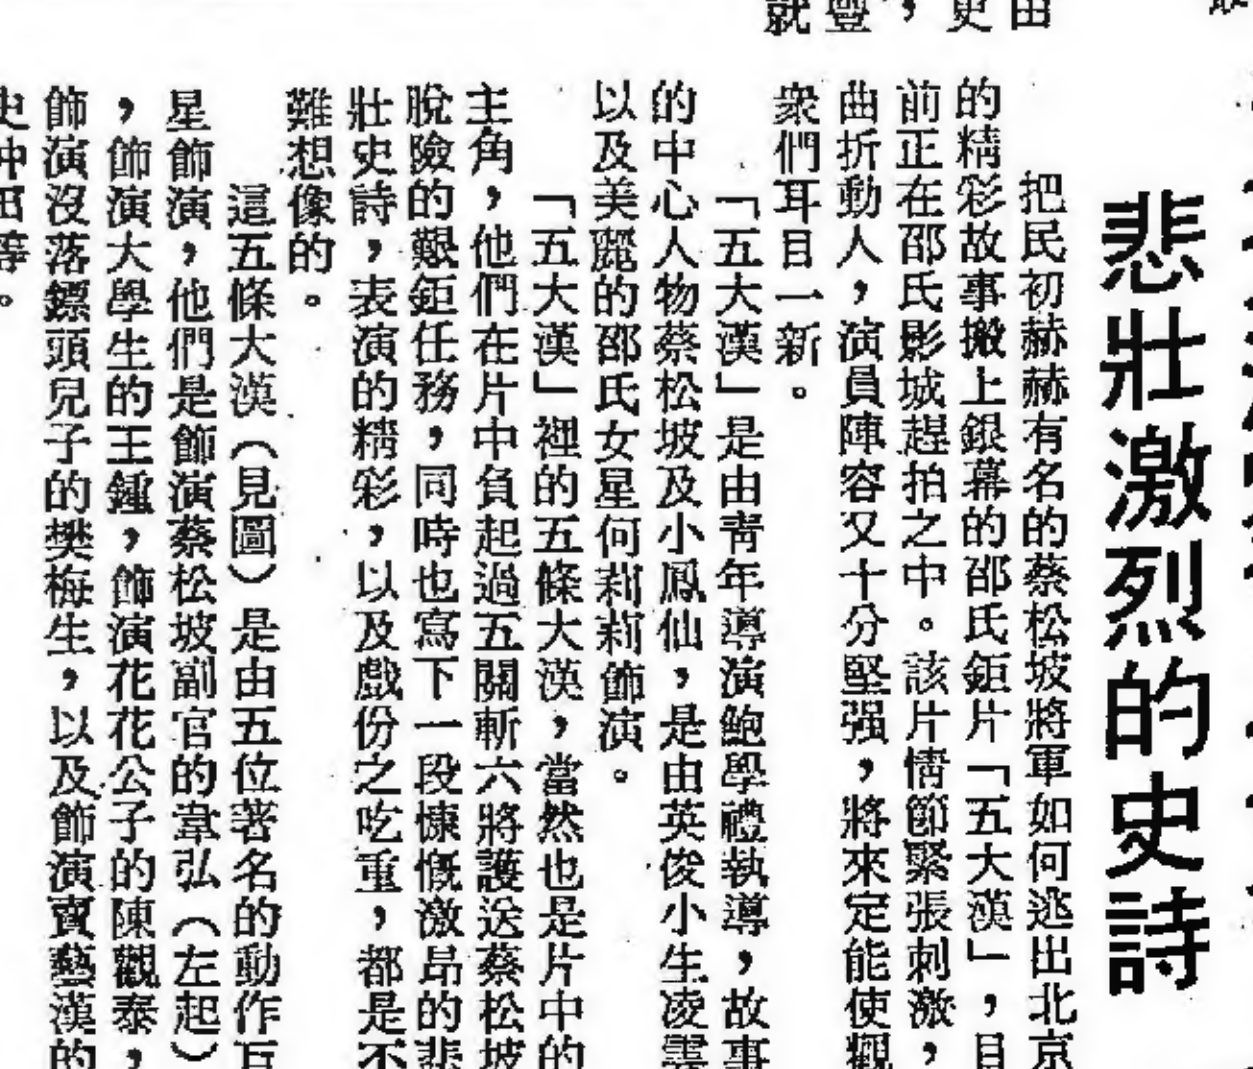 悲壯激烈的史詩
把民初赫赫有名的蔡松坡將軍如何逃出北京
的精彩故事搬上銀幕的邵氏鉅片「五大漢」,目
前正在邵氏影城趕拍之中。該片情節緊張刺激,
曲折動人,演員陣容又十分堅强,將來定能使觀
衆們耳目一新。
「五大漢」是由青年導演鮑學禮執導,故事
的中心人物蔡松坡及小鳳仙,是由英俊小生凌雲
以及美麗的邵氏女星何莉莉飾演。
「五大漢」裡的五條大漢,當然也是片中的
主角,他們在片中負起過五關斬六將護送蔡松坡
脫險的艱鉅任務,同時也寫下一段慷慨激昂的悲
壯史詩,表演的精彩,以及戲份之吃重,都是不
難想像的。
這五條大漢(見圖)是由五位著名的動作巨
星飾演,他們是飾演蔡松坡副官的韋弘(左起)
,飾演大學生的王鍾,飾演花花公子的陳觀泰,
飾演沒落鏢頭兒子的樊梅生,以及飾演賣藝漢的
史仲田等。
由
更
,豐
就